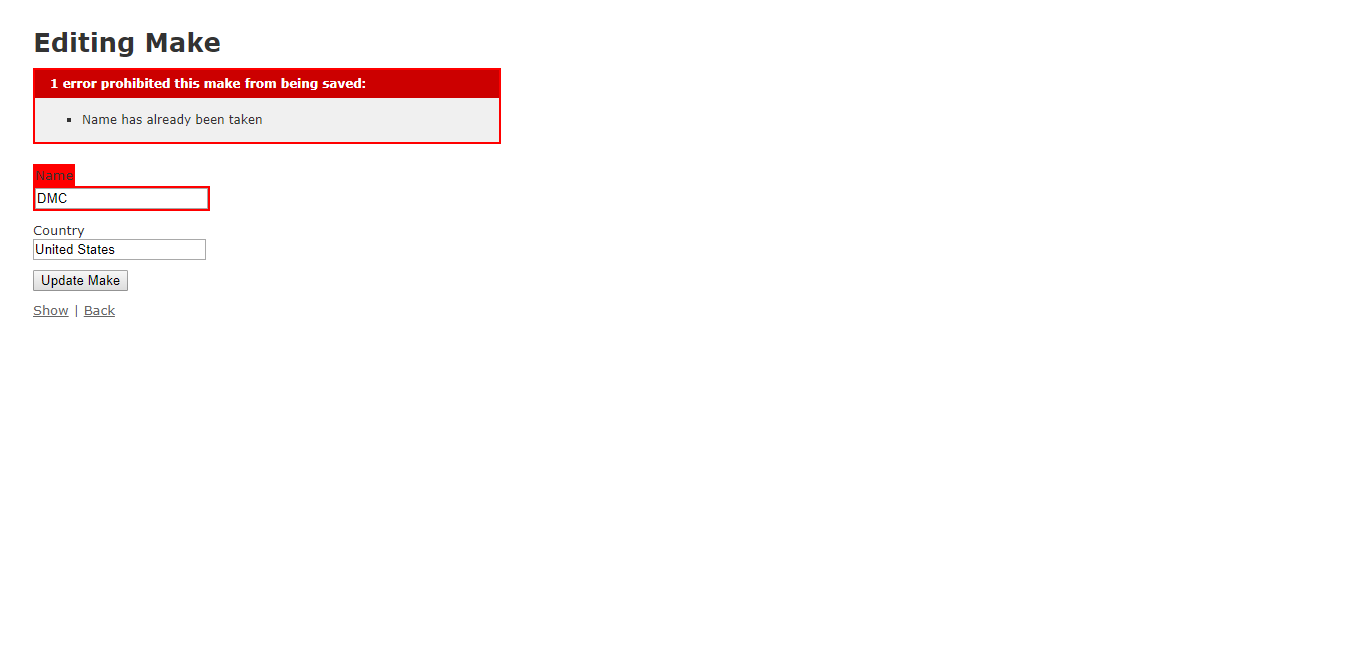 Editing Make
1 error prohibited this make from being saved:
Name has already been taken
Name
DMC
Country
United States
Update Make
Show | Back